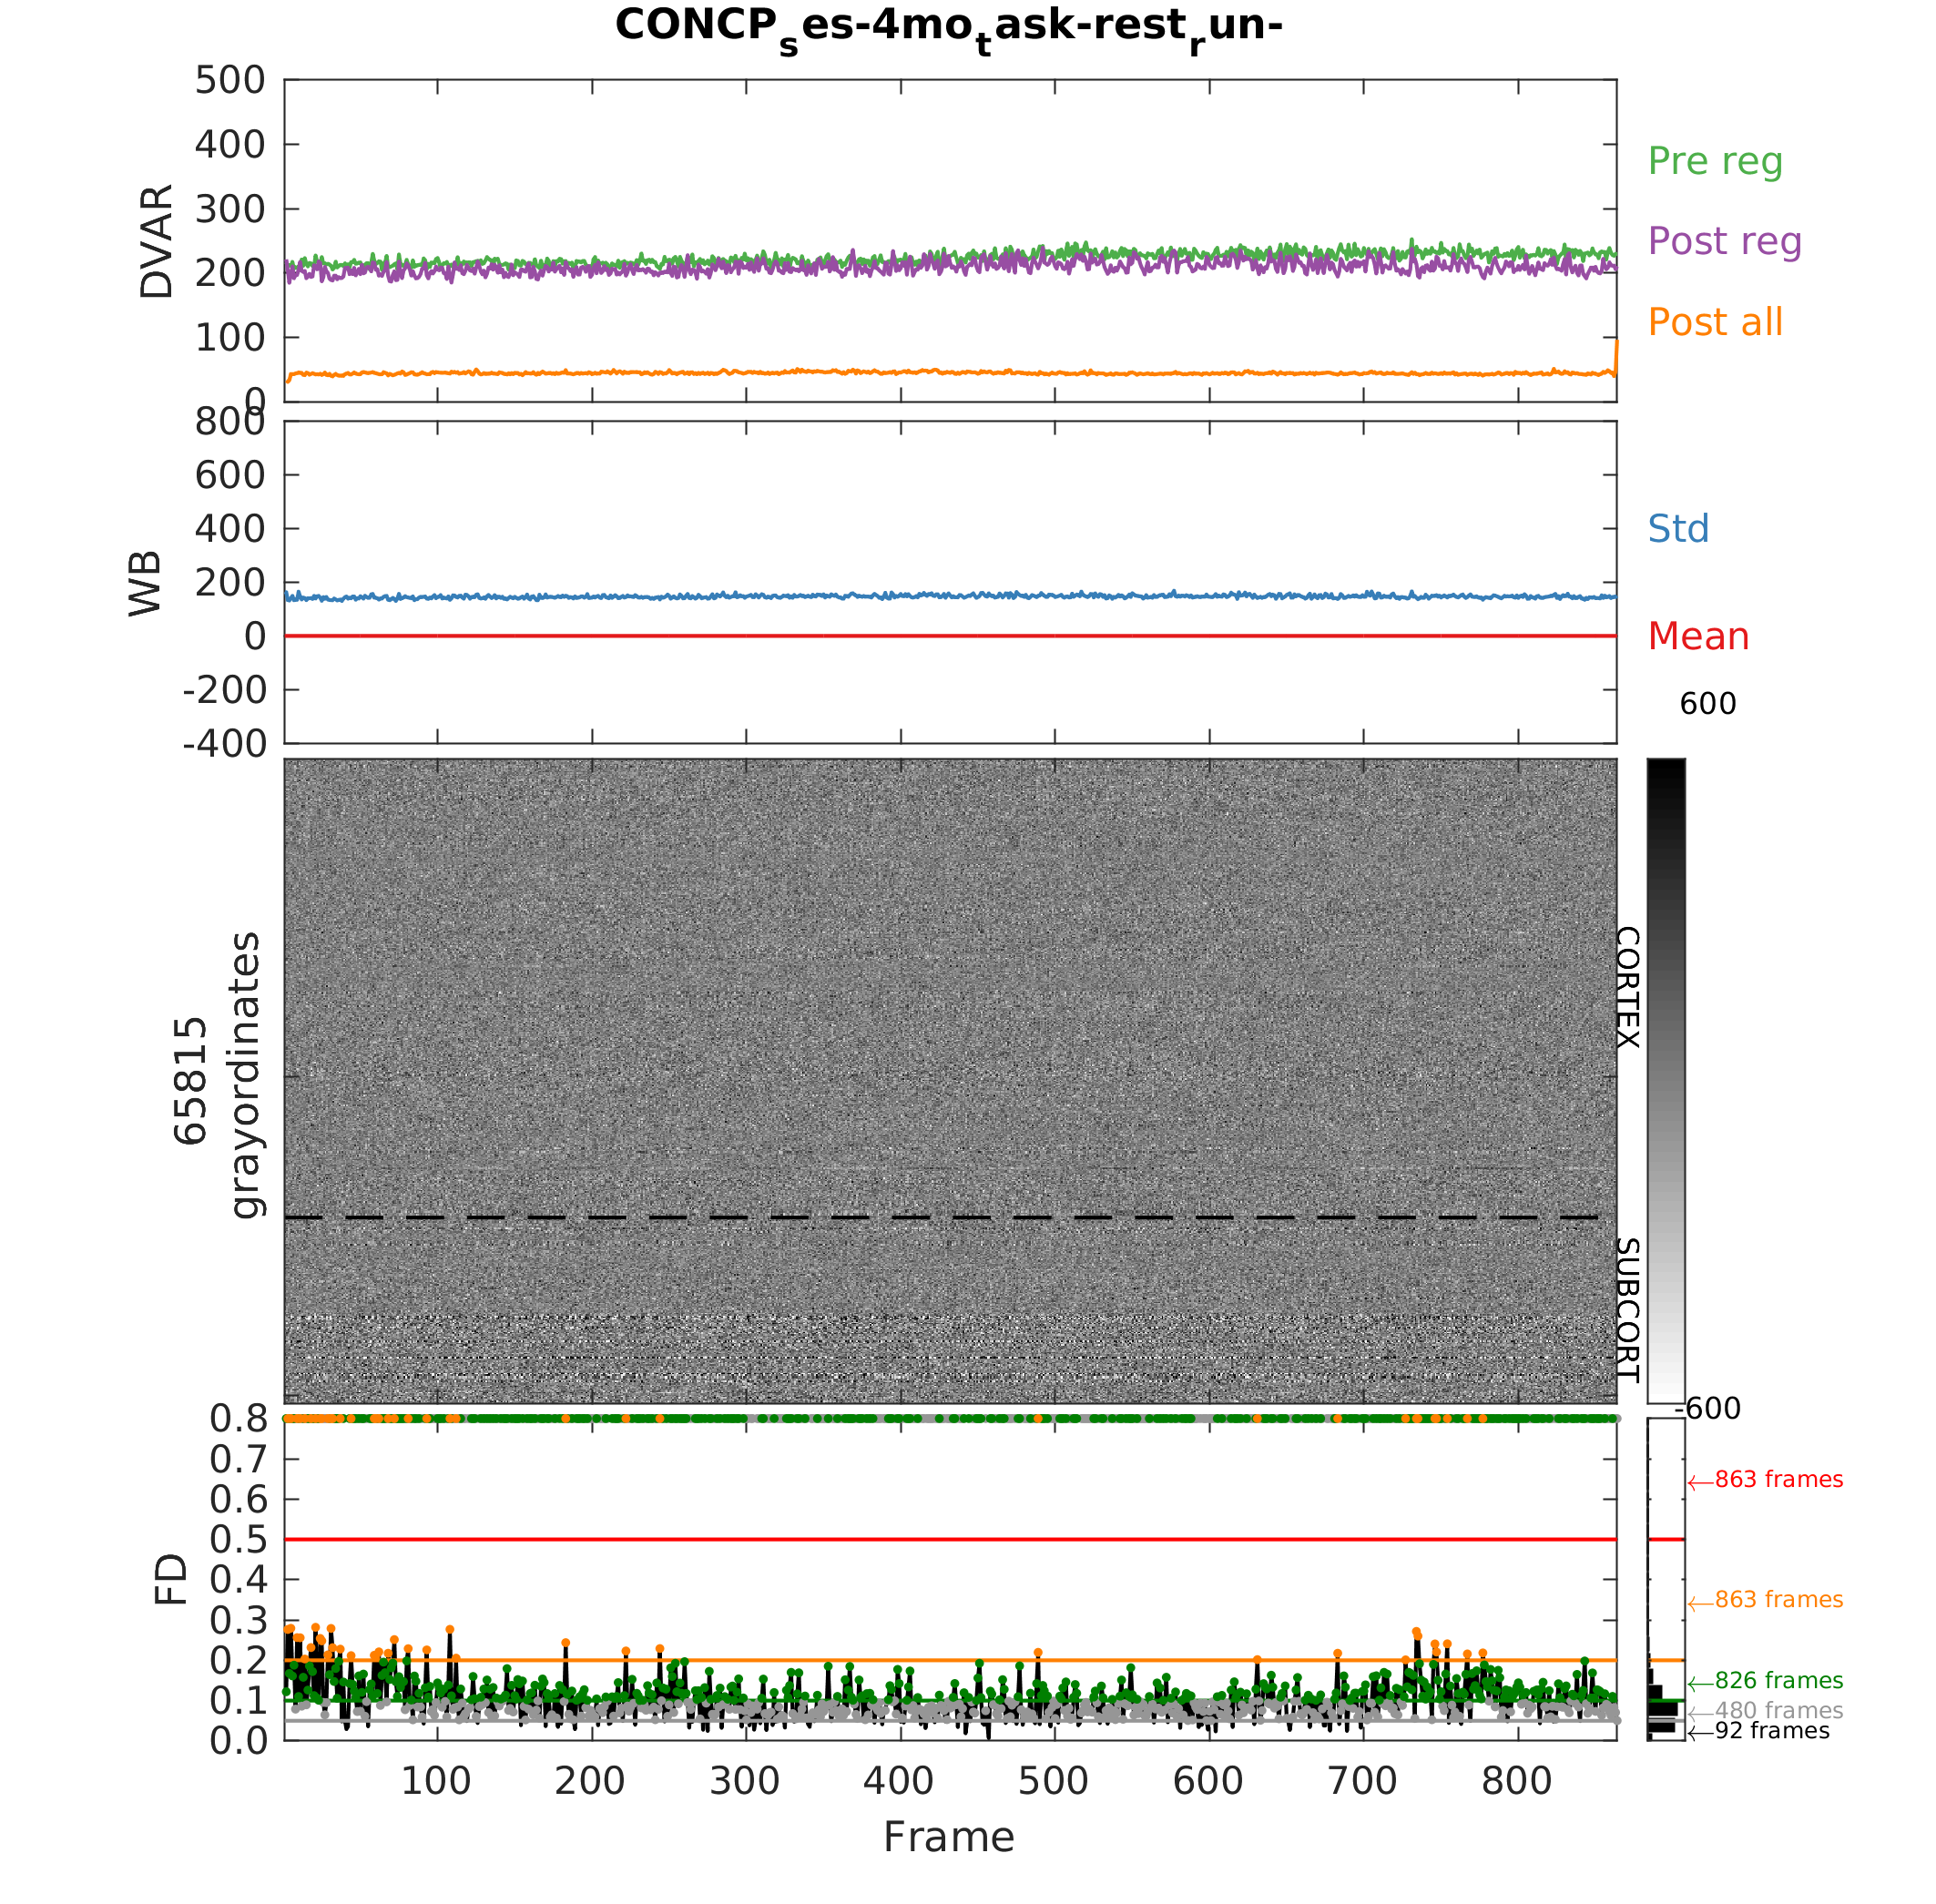 CONCPses-4motask-restrun-
500
400
300
200
100
0
DVAR
Pre reg
Post reg
Post all
800
600
400
200
0
-200
-400
WB
Std
Mean
600
65815
grayordinates
CORTEX
SUBCORT
-600
0.8
0.7
0.6
0.5
0.4
0.3
0.2
0.1
0.0
FD
←863 frames
←863 frames
←826 frames
←480 frames
←92 frames
100 200 300 400 500 600 700 800
Frame